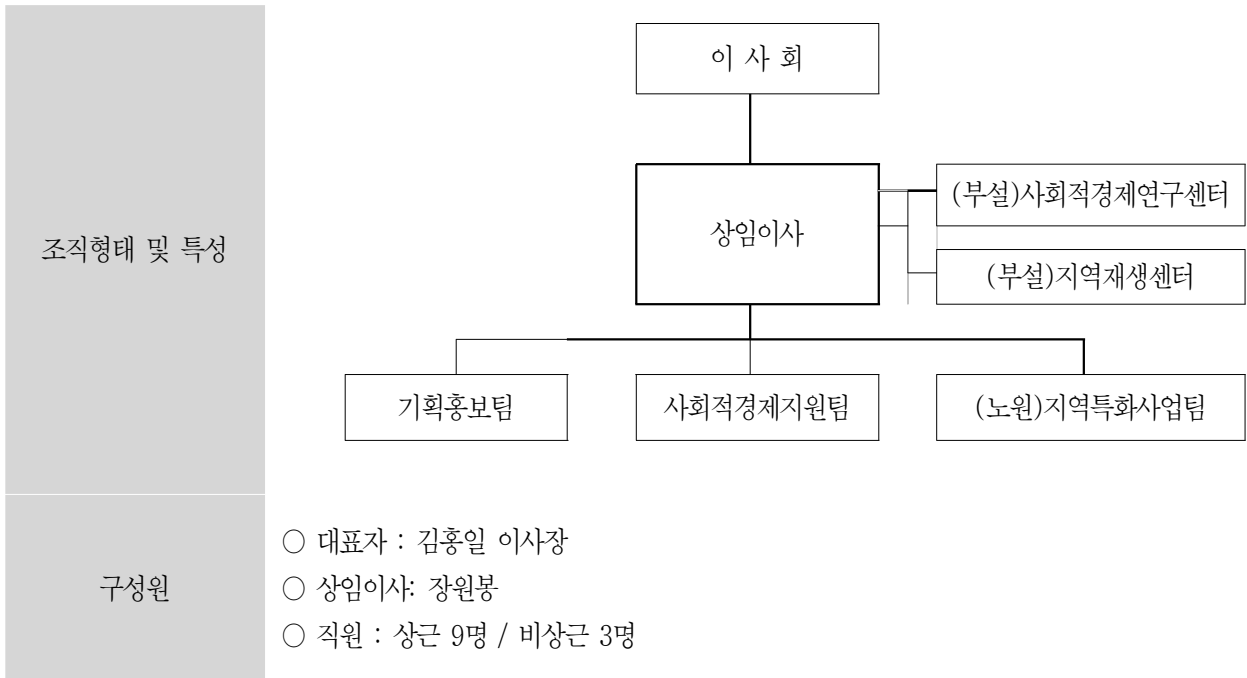 조직형태 및 특성
이 사 회
상임이사
(부설)사회적경제연구센터
(부설)지역재생센터
기획홍보팀
사회적경제지원팀
(노원)지역특화사업팀
구성원
○ 대표자 : 김홍일 이사장
○ 상임이사: 장원봉
○ 직원 : 상근 9명 / 비상근 3명